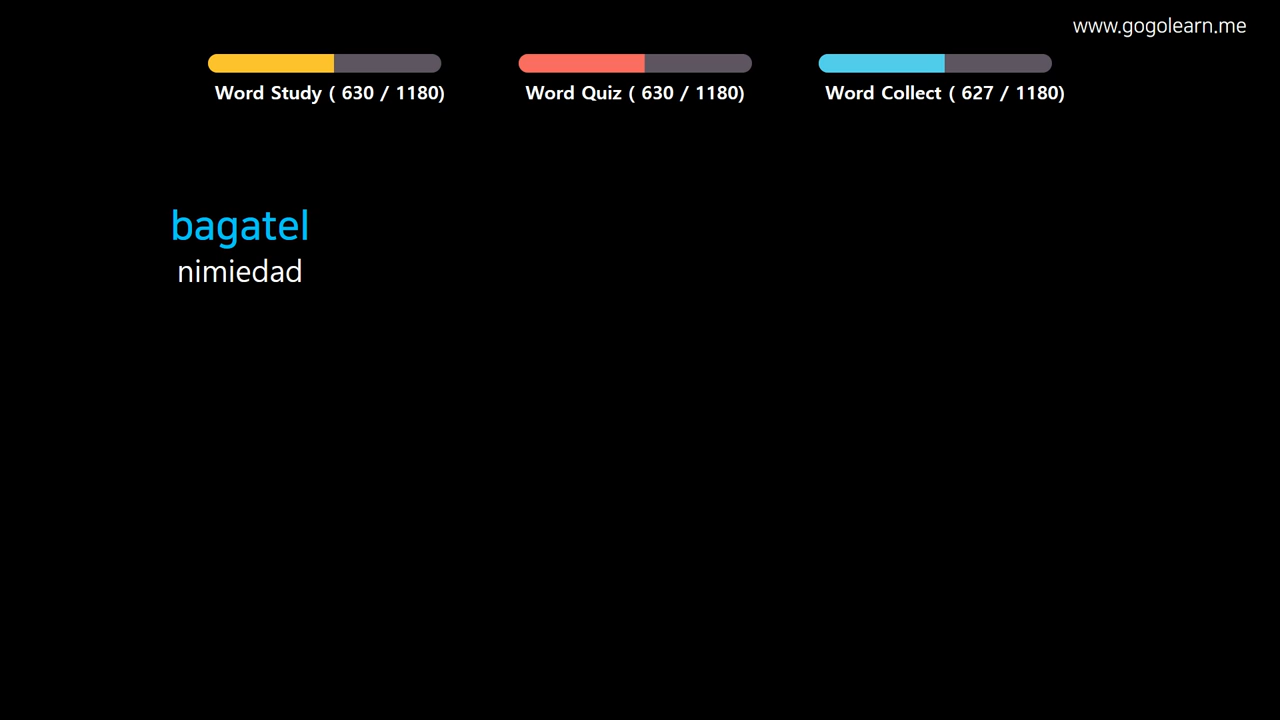 www.gogolearn.me
Word Study ( 630 / 1180)
Word Quiz ( 630 / 1180)
Word Collect ( 627 / 1180)
bagatel
nimiedad